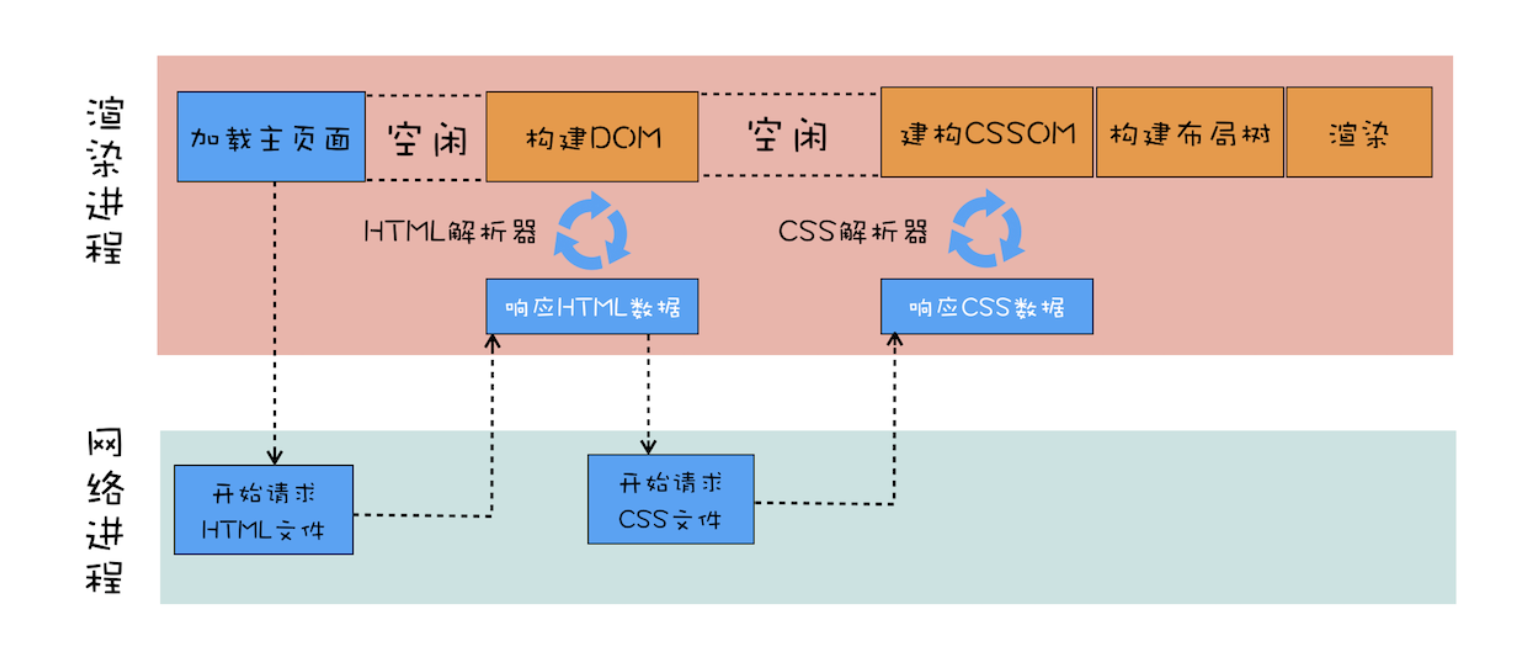 渲染进程
加载主页面
空闲
构建DOM
空闲
建构CSSOM
构建布局树
渲染
HTML解析器
CSS解析器
响应HTML数据
响应CSS数据
网络进程
开始请求
HTML文件
开始请求
CSS文件